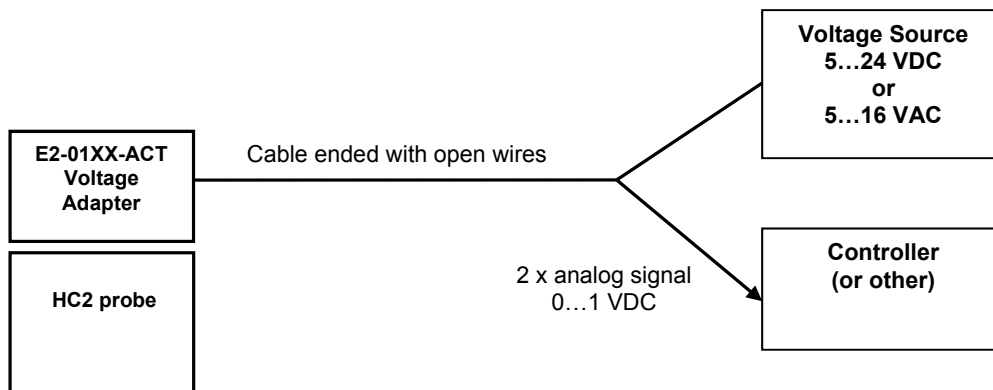 Voltage Source
5…24 VDC
or
5…16 VAC
E2-01XX-ACT
Voltage
Adapter
Cable ended with open wires
HC2 probe
2 x analog signal
0…1 VDC
Controller
(or other)